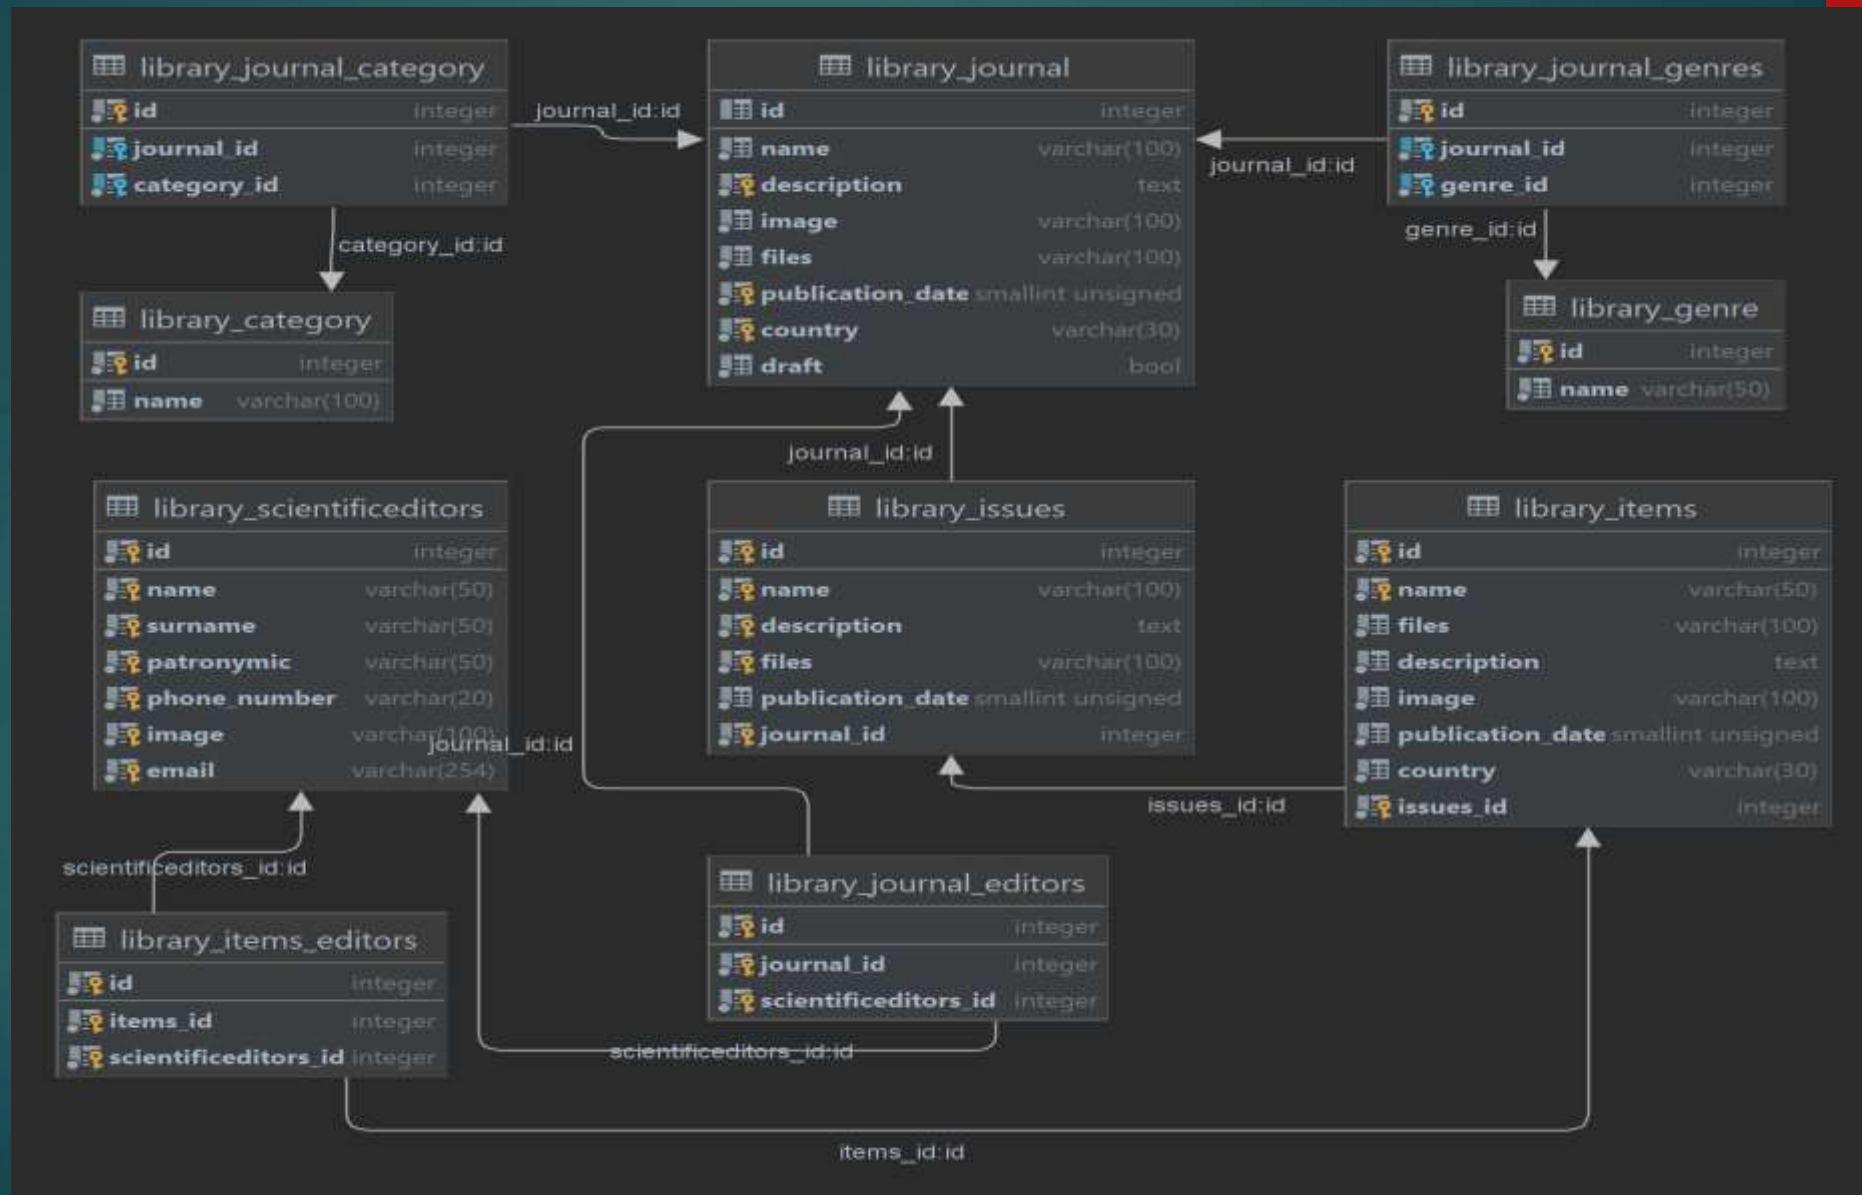 library_journal_category
id integer
journal_id integer
category_id integer
journal_id:id
library_journal
id integer
name varchar(100)
description text
image varchar(100)
files varchar(100)
publication_date smallint unsigned
country varchar(30)
draft bool
library_journal_genres
id integer
journal_id integer
genre_id integer
journal_id:id
category_id:id
genre_id:id
library_category
id integer
name varchar(100)
library_genre
id integer
name varchar(50)
journal_id:id
library_scientificeditors
id integer
name varchar(50)
surname varchar(50)
patronymic varchar(50)
phone_number varchar(20)
image varchar(100)
email varchar(254)
journal_id:id
library_issues
id integer
name varchar(100)
description text
files varchar(100)
publication_date smallint unsigned
journal_id integer
library_items
id integer
name varchar(50)
files varchar(100)
description text
image varchar(100)
publication_date smallint unsigned
country varchar(30)
issues_id integer
issues_id:id
scientificeditors_id:id
library_journal_editors
id integer
journal_id integer
scientificeditors_id integer
library_items_editors
id integer
items_id integer
scientificeditors_id integer
scientificeditors_id:id
items_id:id